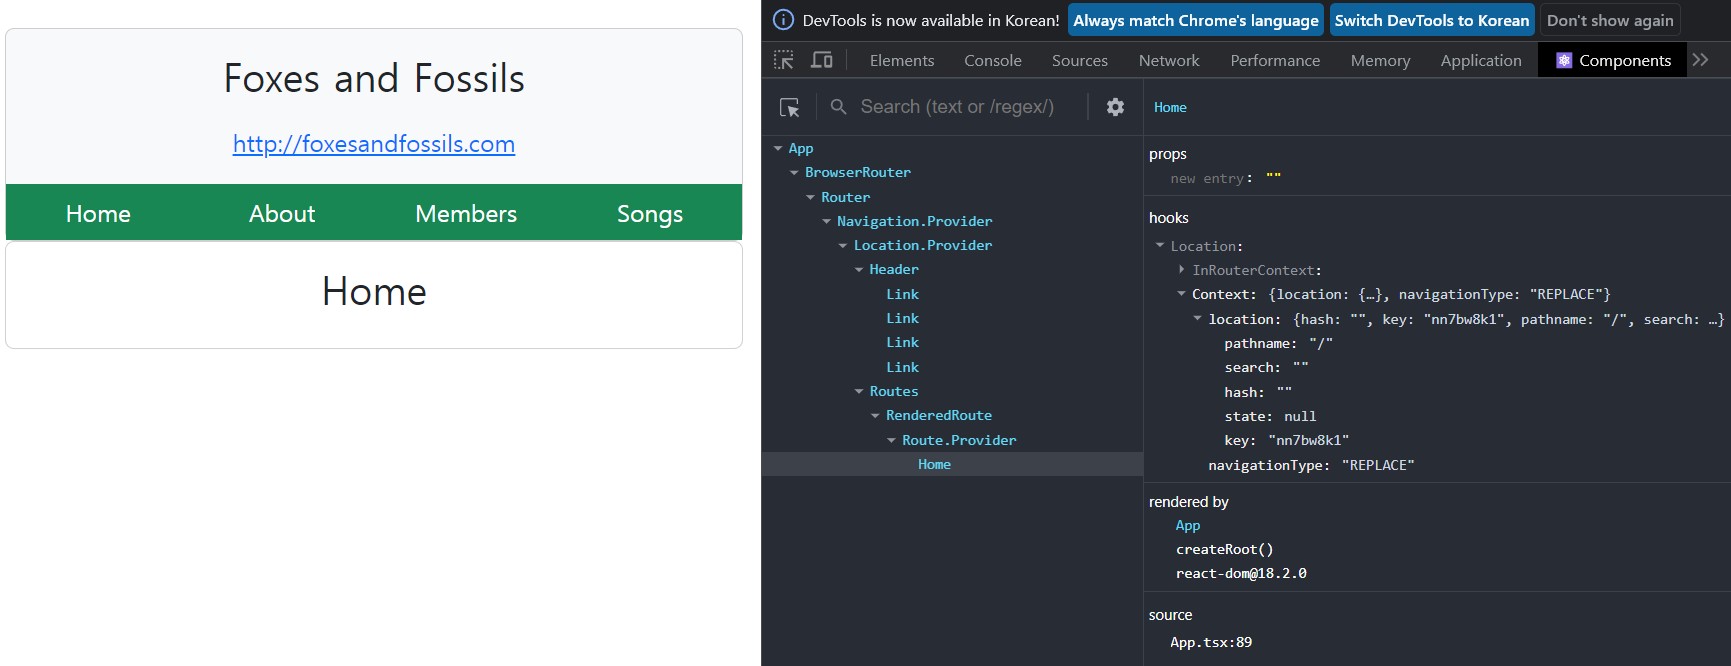 Foxes and Fossils
http://foxesandfossils.com
Home About Members Songs
Home
DevTools is now available in Korean! Always match Chrome's language Switch DevTools to Korean Don't show again
Elements Console Sources Network Performance Memory Application Components
Search (text or /regex/)
App
BrowserRouter
Router
Navigation.Provider
Location.Provider
Header
Link
Link
Link
Link
Routes
RenderedRoute
Route.Provider
Home
Home
props
new entry: ""
hooks
Location:
InRouterContext:
Context: {location: {…}, navigationType: "REPLACE"}
location: {hash: "", key: "nn7bw8k1", pathname: "/", search: …}
pathname: "/"
search: ""
hash: ""
state: null
key: "nn7bw8k1"
navigationType: "REPLACE"
rendered by
App
createRoot()
react-dom@18.2.0
source
App.tsx:89